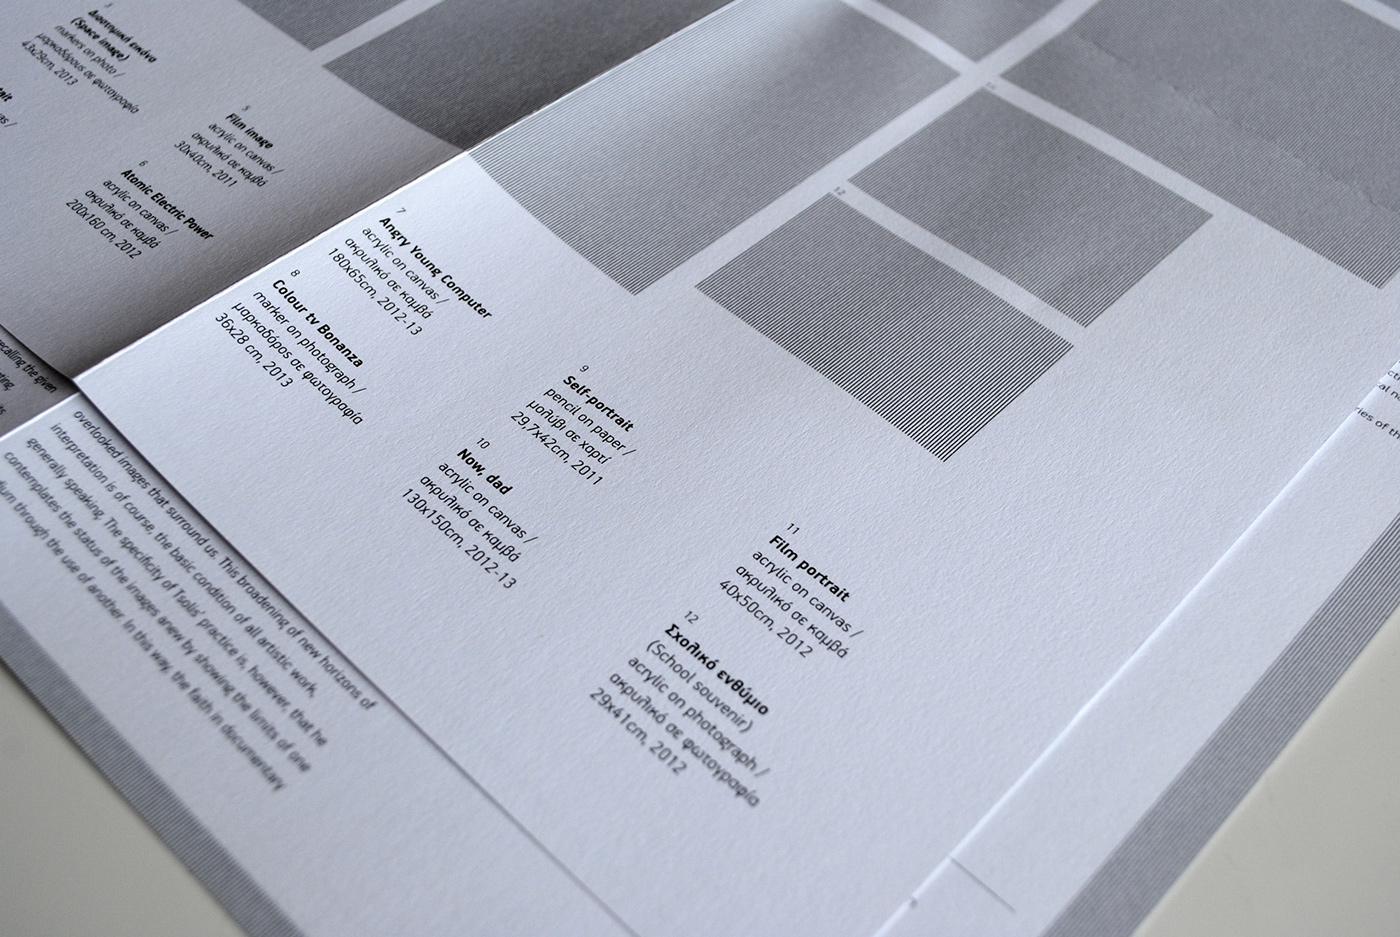 3
Διαστημική εικόνα
(Space image)
markers on photo /
μαρκαδόρους σε φωτογραφία
43x29cm, 2013
5
Film image
acrylic on canvas /
ακρυλικό σε καμβά
30x40cm, 2011
6
Atomic Electric Power
acrylic on canvas /
ακρυλικό σε καμβά
200x160 cm, 2012
7
Angry Young Computer
acrylic on canvas /
ακρυλικό σε καμβά
180x65cm, 2012-13
8
Colour tv Bonanza
marker on photograph /
μαρκαδόρος σε φωτογραφία
36x28 cm, 2013
9
Self-portrait
pencil on paper /
μολύβι σε χαρτί
29,7x42cm, 2011
10
Now, dad
acrylic on canvas /
ακρυλικό σε καμβά
130x150cm, 2012-13
11
Film portrait
acrylic on canvas /
ακρυλικό σε καμβά
40x50cm, 2012
12
Σχολικό ενθύμιο
(School souvenir)
acrylic on photograph /
ακρυλικό σε φωτογραφία
29x41cm, 2012
12
recalling the given
overlooked images that surround us. This broadening of new horizons of
interpretation is of course, the basic condition of all artistic work,
generally speaking. The specificity of Tsolis' practice is, however, that he
contemplates the status of the images anew by showing the limits of one
through the use of another. In this way, the faith in documentary
of th